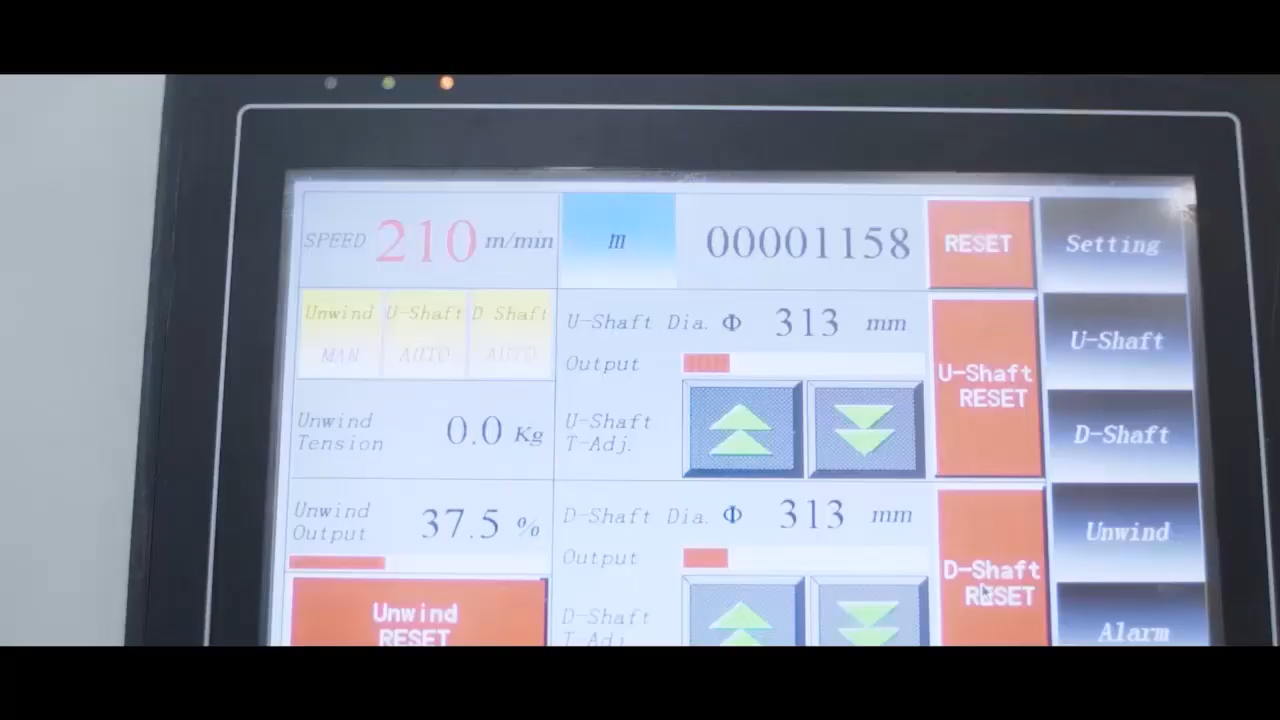 SPEED 210 m/min
m
00001158
RESET
Setting
Unwind
MAN
U-Shaft
AUTO
D Shaft
AUTO
U-Shaft Dia. Φ 313 mm
Output
U-Shaft
RESET
U-Shaft
Unwind
Tension
0.0 Kg
U-Shaft
T-Adj.
D-Shaft
Unwind
Output
37.5 %
D-Shaft Dia. Φ 313 mm
Output
D-Shaft
RESET
Unwind
Unwind
RESET
D-Shaft
T Adj
Alarm